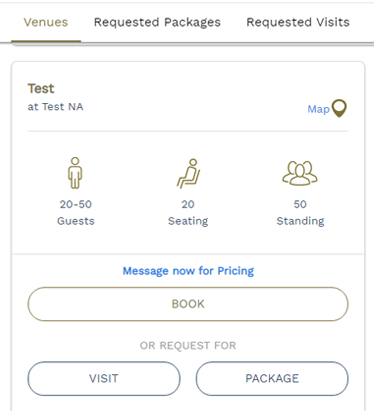 Venues Requested Packages Requested Visits
Test
at Test NA
Map
20-50 20 50
Guests Seating Standing
Message now for Pricing
BOOK
OR REQUEST FOR
VISIT PACKAGE